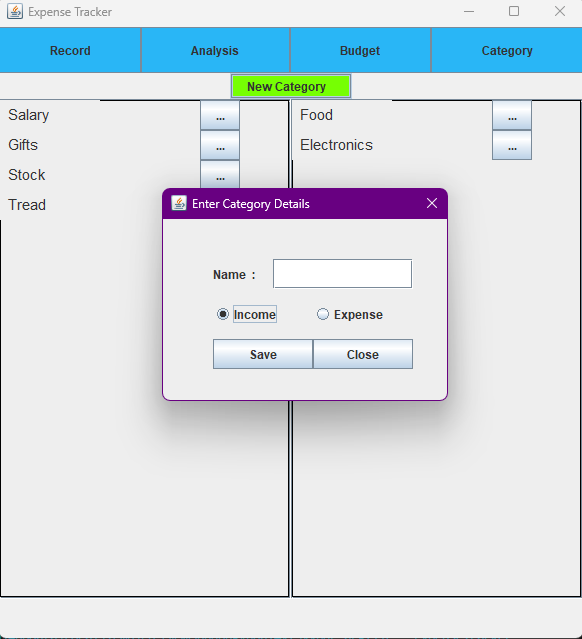 Expense Tracker
Record Analysis Budget Category
New Category
Salary ... Food ...
Gifts ... Electronics ...
Stock ...
Tread
Enter Category Details
Name :
Income Expense
Save Close